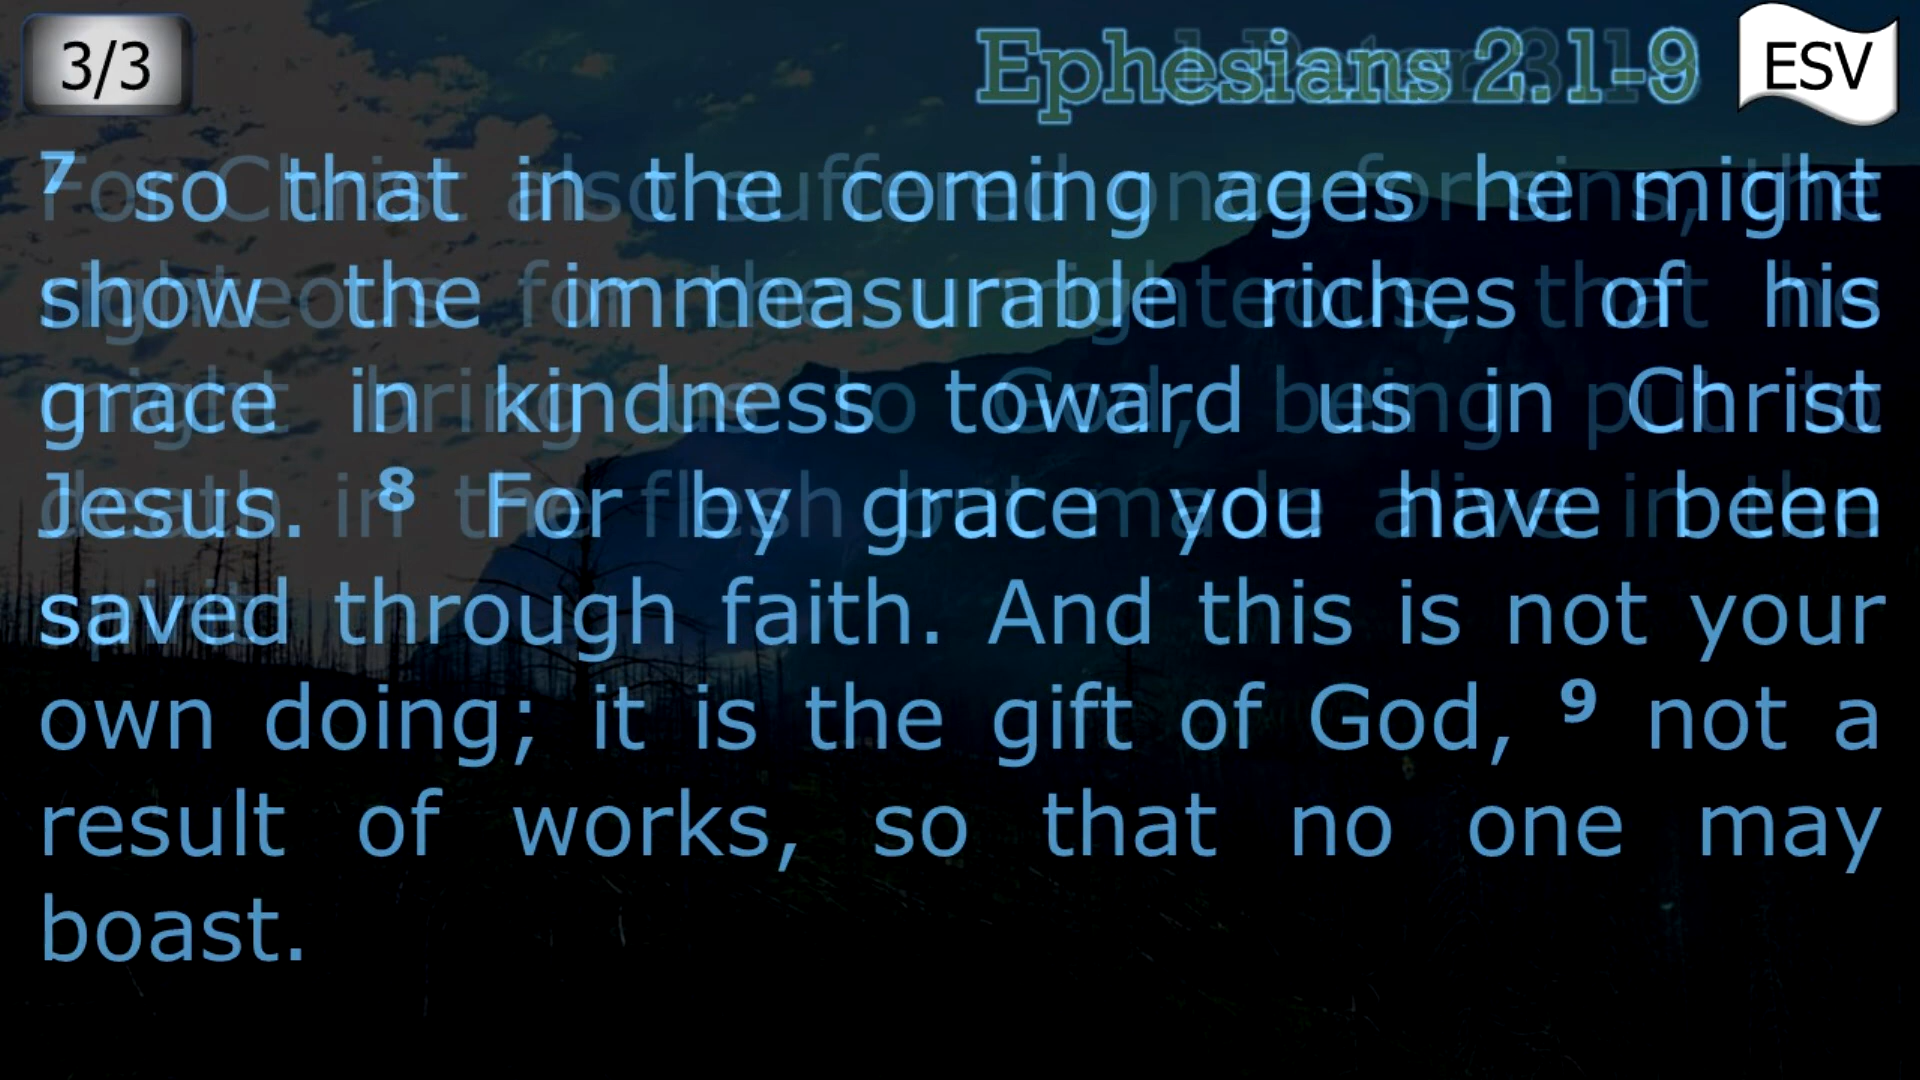 3/3
Ephesians 2.1-9
ESV
7 so that in the coming ages he might
show the immeasurable riches of his
grace in kindness toward us in Christ
Jesus. 8 For by grace you have been
saved through faith. And this is not your
own doing; it is the gift of God, 9 not a
result of works, so that no one may
boast.